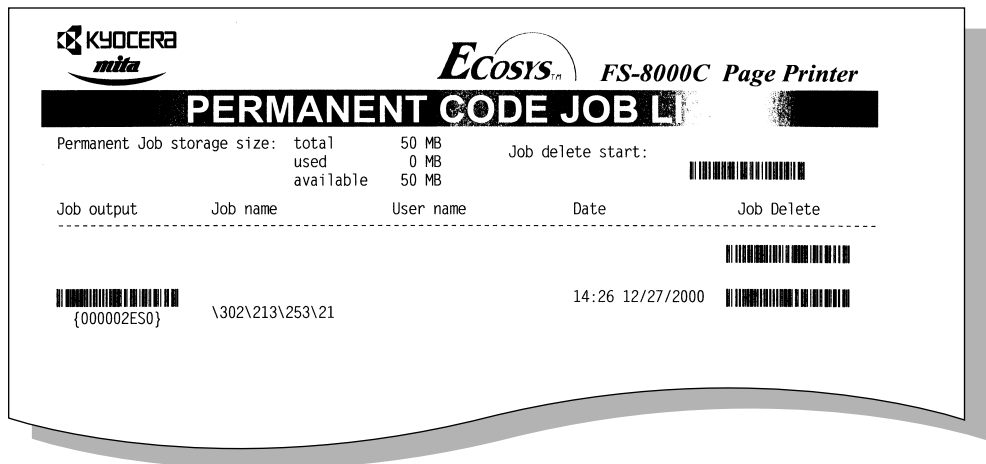 KYOCERA
mita
ECOSYS TM FS-8000C Page Printer
PERMANENT CODE JOB LI
Permanent Job storage size: total 50 MB Job delete start:
used 0 MB
available 50 MB
Job output Job name User name Date Job Delete
14:26 12/27/2000
{000002ES0} \302\213\253\21